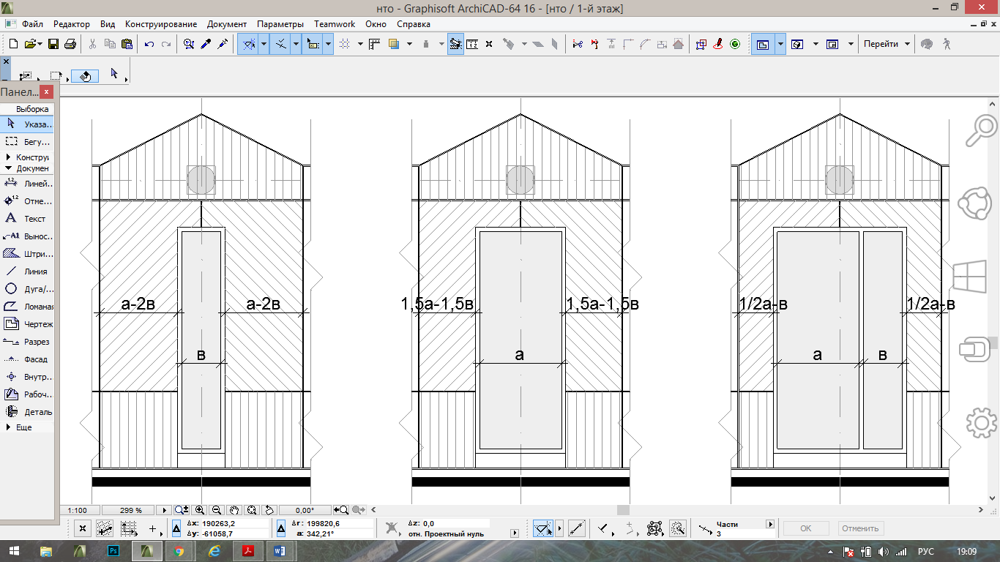 нто - Graphisoft ArchiCAD-64 16 - [нто / 1-й этаж]
Файл Редактор Вид Конструирование Документ Параметры Teamwork Окно Справка
Перейти
Панел...
Выборка
Указа...
Бегу...
Констру
Докумен
Линей...
Отме...
Текст
Вынос...
Штри...
Линия
Дуга/...
Ломаная
Чертеж
Разрез
Фасад
Внутр...
Рабоч...
Деталь
Еще
а-2в а-2в 1,5а-1,5в 1,5а-1,5в 1/2а-в 1/2а-в
в а а в
1:100 299 % 0,00°
Δx: 190263,2 Δr: 199820,6 Δz: 0,0 Части
Δy: -61058,7 a: 342,21° отн. Проектный нуль 3
ОК Отменить
Ps РУС 19:09